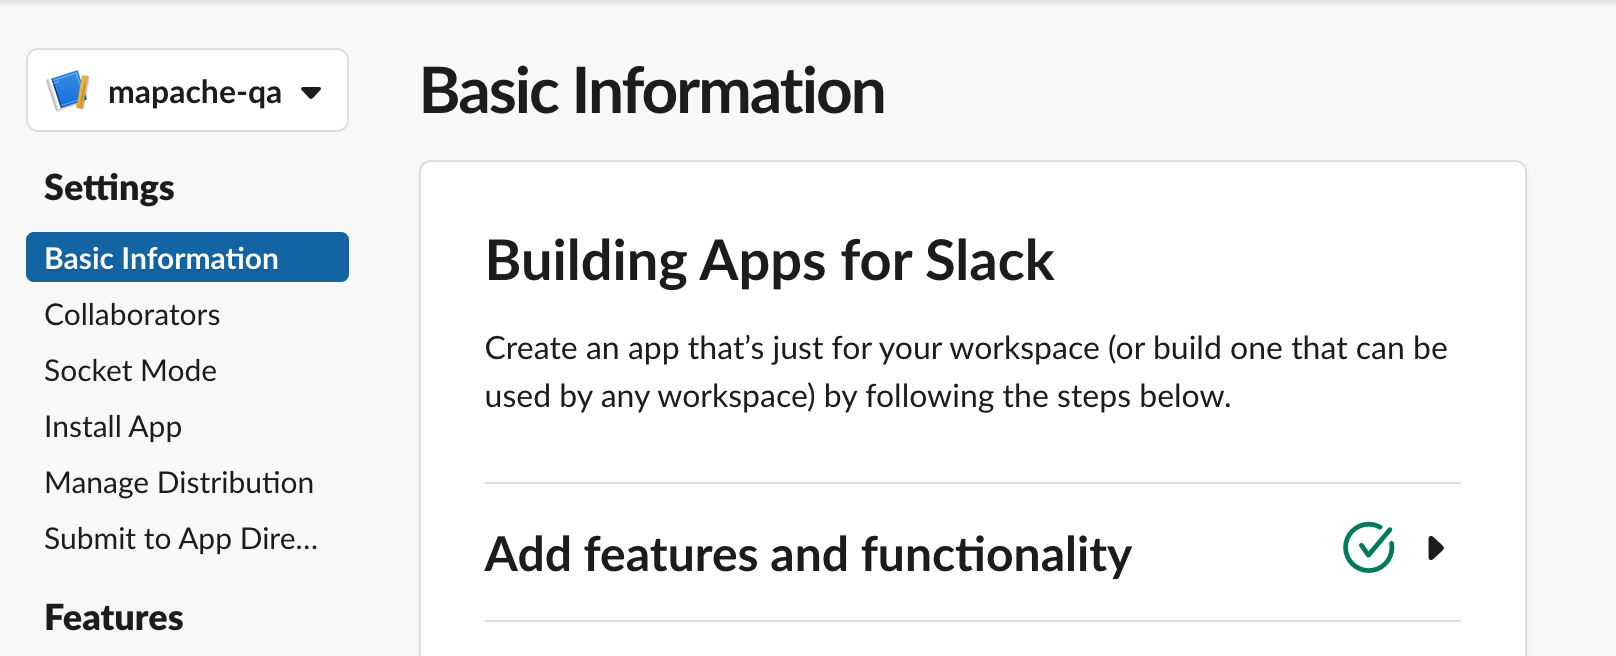 mapache-qa
Settings
Basic Information
Collaborators
Socket Mode
Install App
Manage Distribution
Submit to App Dire...
Features
Basic Information
Building Apps for Slack
Create an app that’s just for your workspace (or build one that can be
used by any workspace) by following the steps below.
Add features and functionality